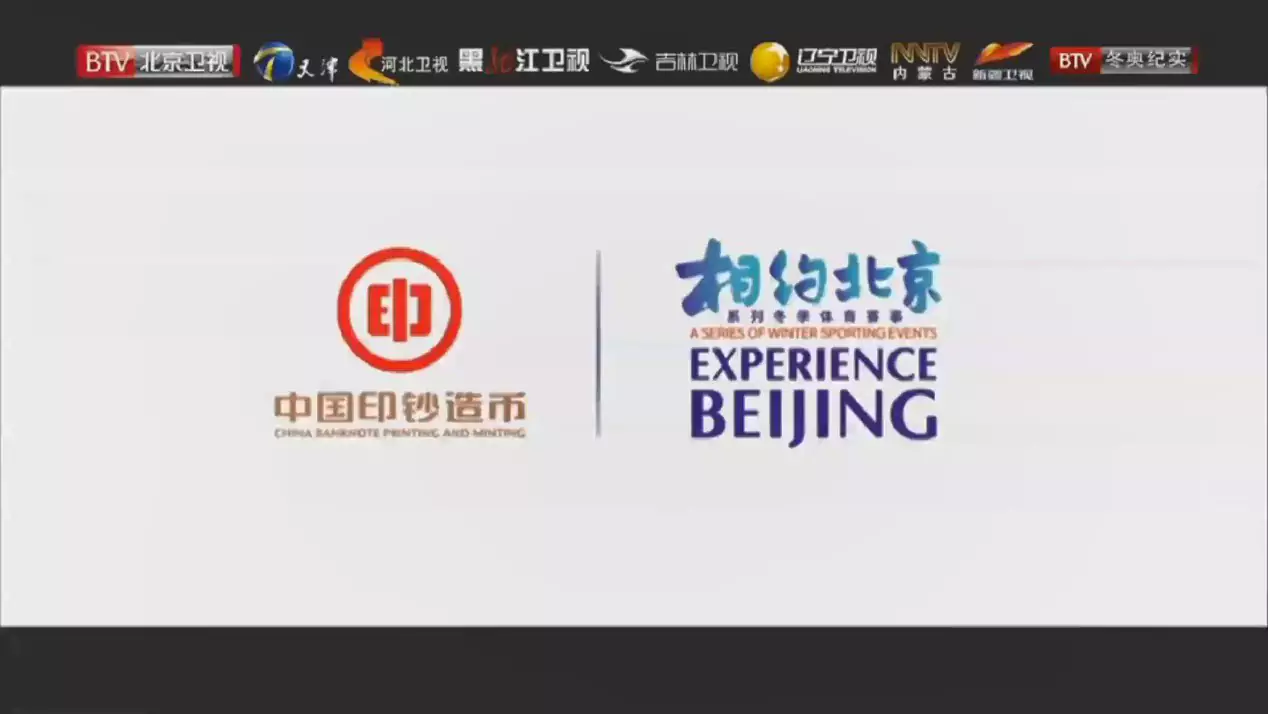 BTV 北京卫视 天津 河北卫视 黑龙江卫视 吉林卫视 辽宁卫视 LIAONING TELEVISION NMTV 内蒙古 新疆卫视 BTV 冬奥纪实
印
中国印钞造币
CHINA BANKNOTE PRINTING AND MINTING
相约北京
系列冬季体育赛事
A SERIES OF WINTER SPORTING EVENTS
EXPERIENCE
BEIJING